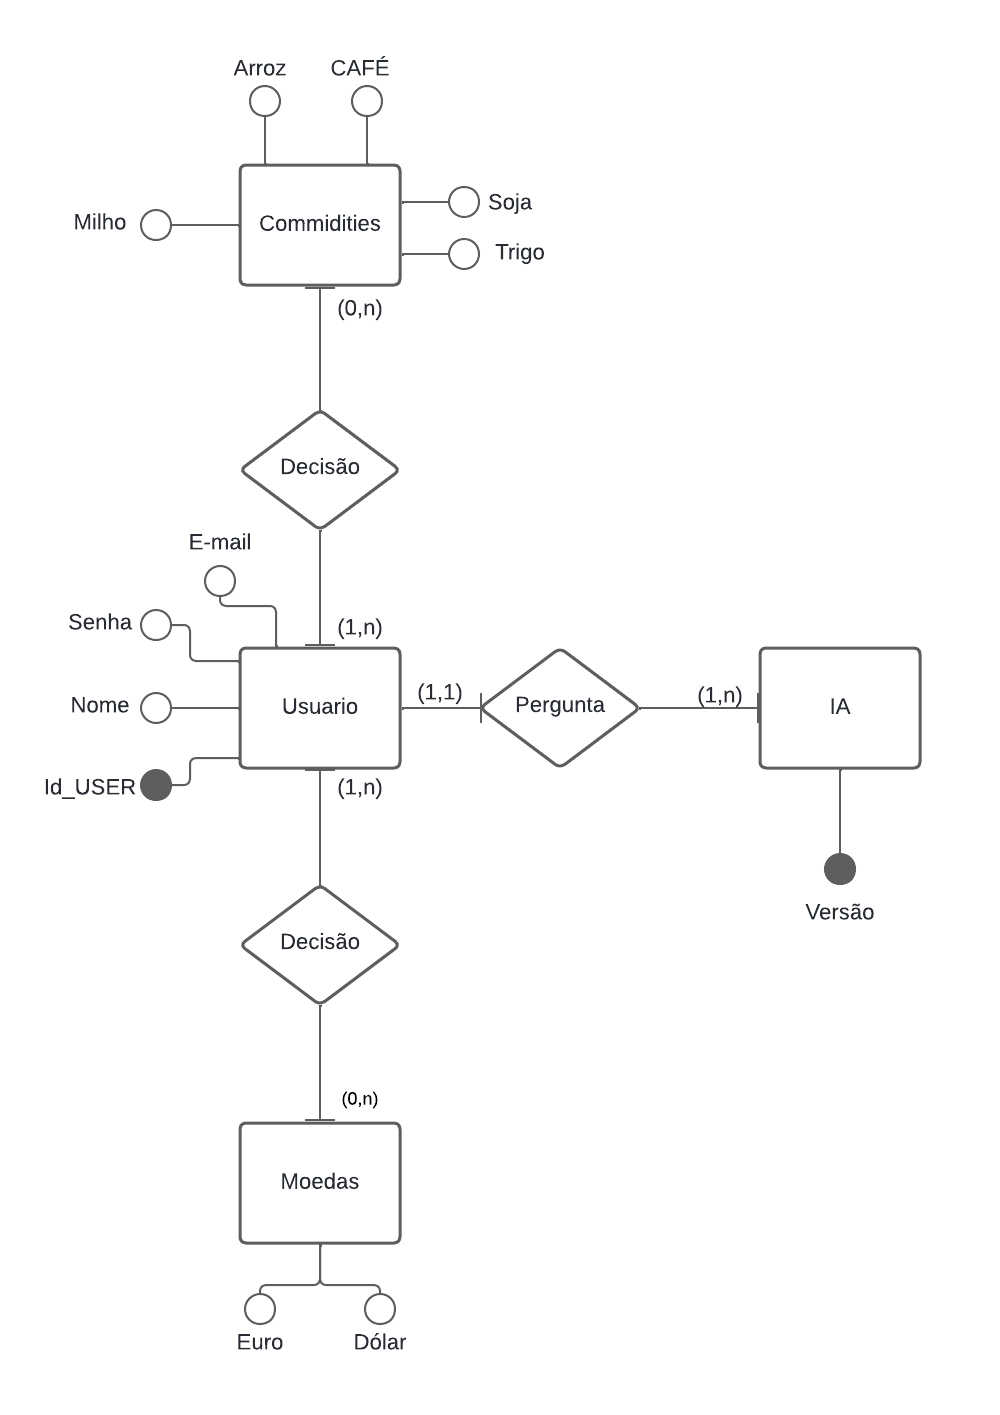 Arroz
CAFÉ
Milho
Commidities
Soja
Trigo
(0,n)
Decisão
E-mail
Senha
(1,n)
Nome
Usuario
(1,1)
Pergunta
(1,n)
IA
Id_USER
(1,n)
Versão
Decisão
(0,n)
Moedas
Euro
Dólar